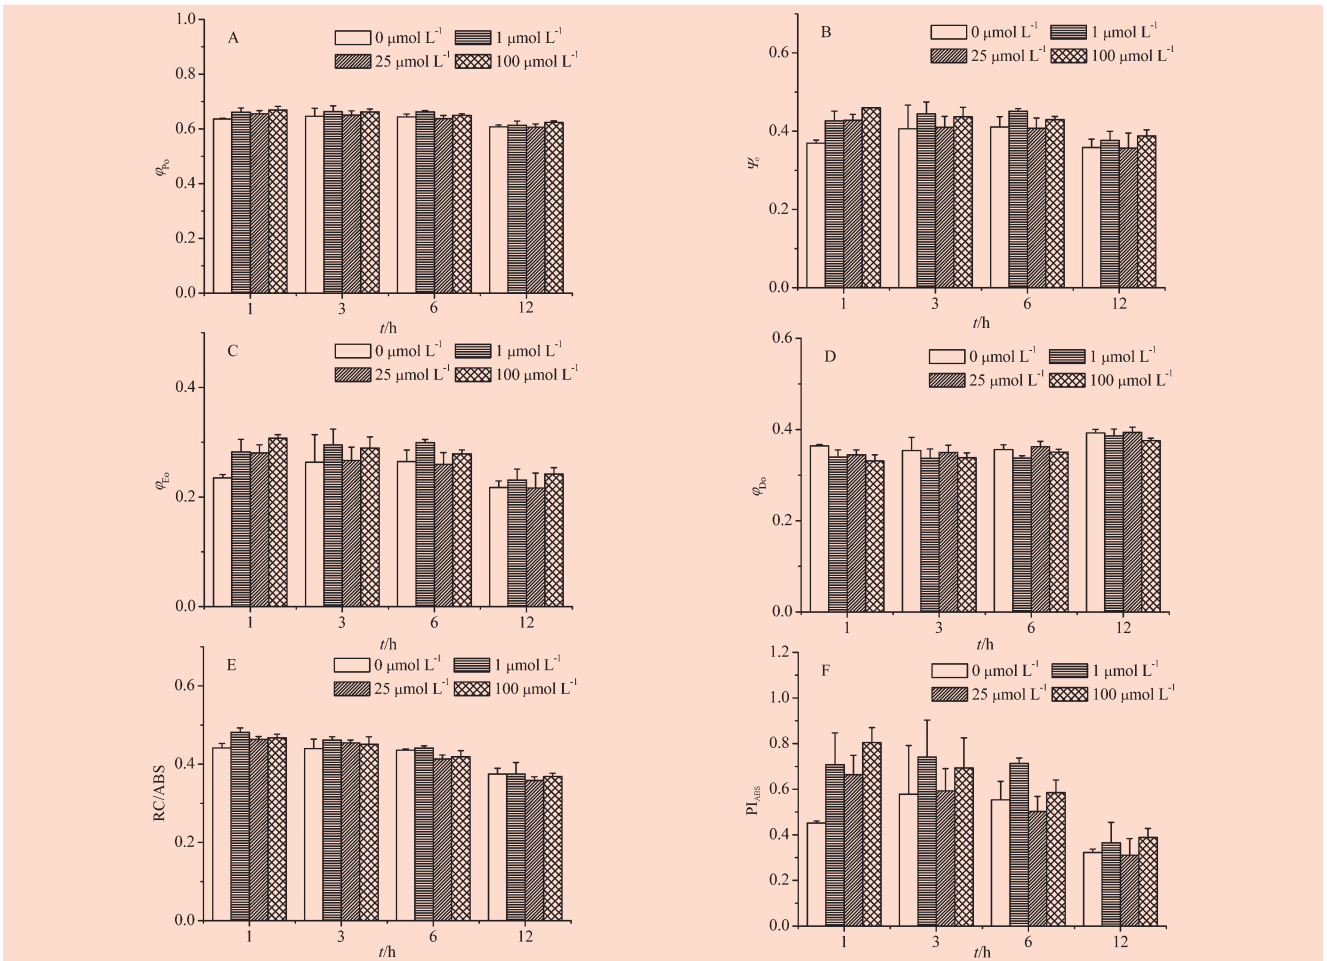 A
0 μmol L-1 1 μmol L-1
25 μmol L-1 100 μmol L-1
1.0
0.8
0.6
0.4
0.2
0.0
φPo
1 3 6 12
t/h
B
0 μmol L-1 1 μmol L-1
25 μmol L-1 100 μmol L-1
0.6
0.4
0.2
0.0
Ψo
1 3 6 12
t/h
C
0 μmol L-1 1 μmol L-1
25 μmol L-1 100 μmol L-1
0.4
0.2
0.0
φEo
1 3 6 12
t/h
D
0 μmol L-1 1 μmol L-1
25 μmol L-1 100 μmol L-1
0.6
0.4
0.2
0.0
φDo
1 3 6 12
t/h
E
0 μmol L-1 1 μmol L-1
25 μmol L-1 100 μmol L-1
0.6
0.4
0.2
0.0
RC/ABS
1 3 6 12
t/h
F
0 μmol L-1 1 μmol L-1
25 μmol L-1 100 μmol L-1
1.2
1.0
0.8
0.6
0.4
0.2
0.0
PIABS
1 3 6 12
t/h